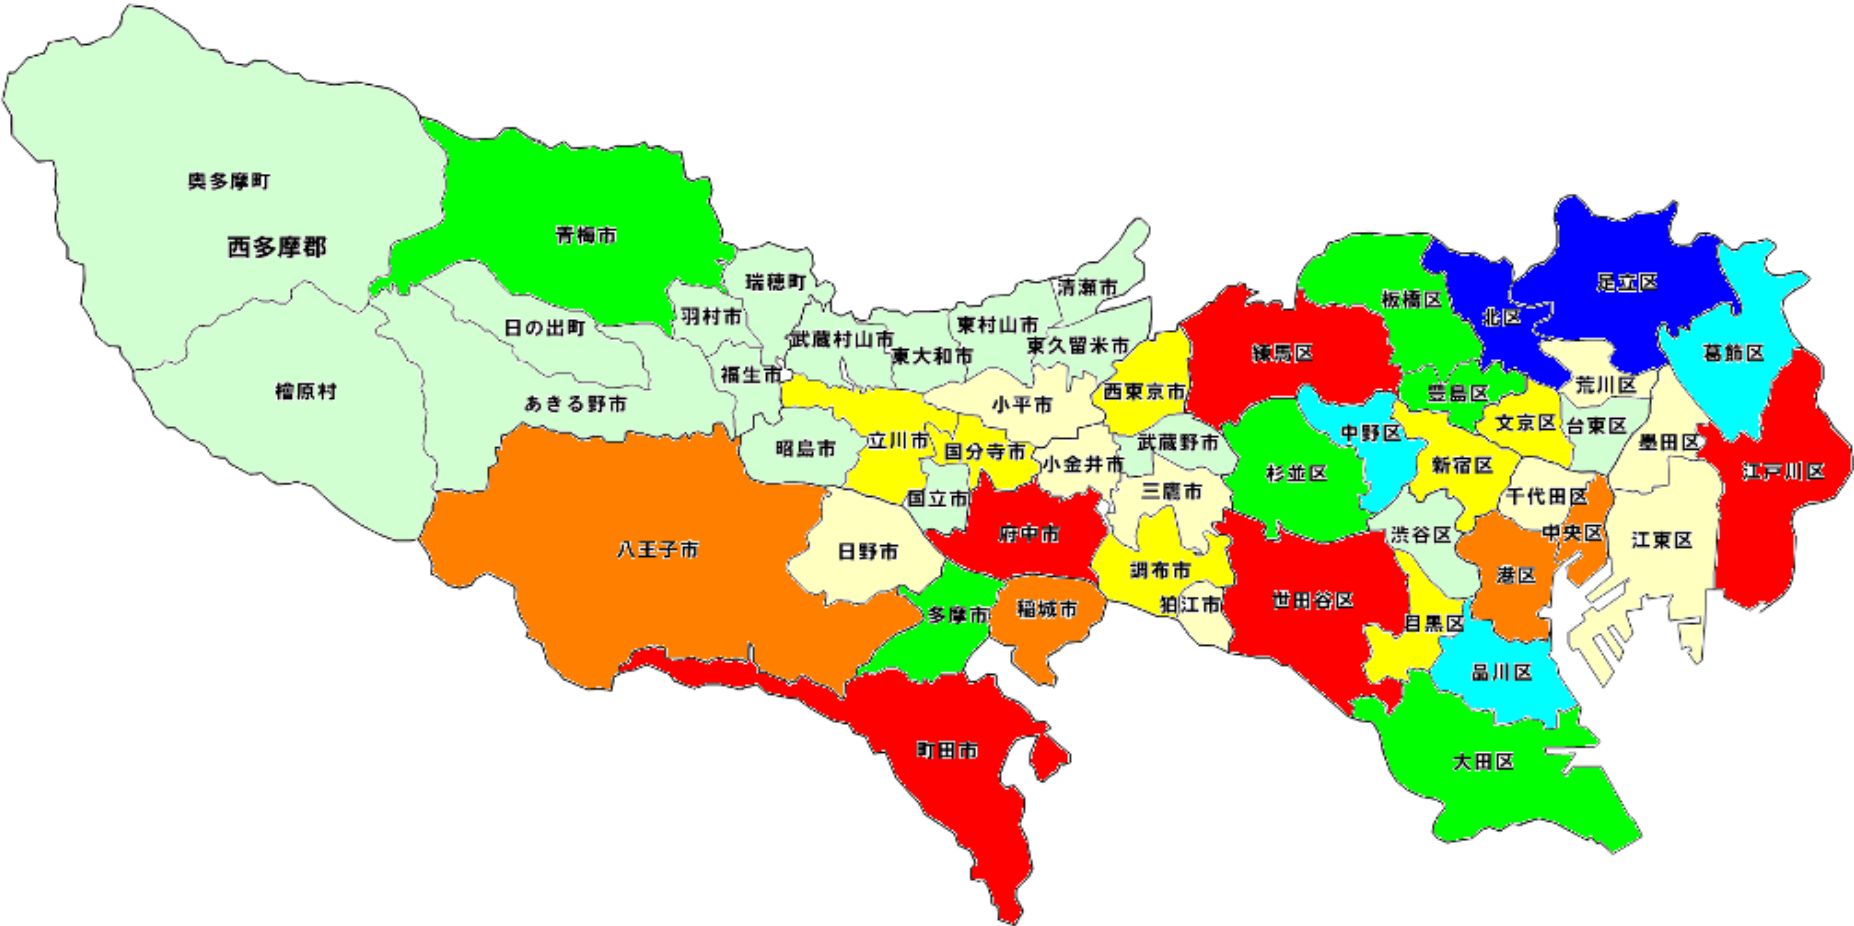 奥多摩町
西多摩郡
青梅市
瑞穂町
羽村市
日の出町
檜原村
あきる野市
福生市
武蔵村山市
東大和市
東村山市
清瀬市
東久留米市
西東京市
小平市
立川市
昭島市
国分寺市
小金井市
武蔵野市
国立市
三鷹市
府中市
日野市
八王子市
調布市
狛江市
稲城市
多摩市
町田市
板橋区
北区
足立区
葛飾区
練馬区
豊島区
荒川区
中野区
文京区
台東区
墨田区
江戸川区
杉並区
新宿区
千代田区
中央区
江東区
渋谷区
港区
世田谷区
目黒区
品川区
大田区